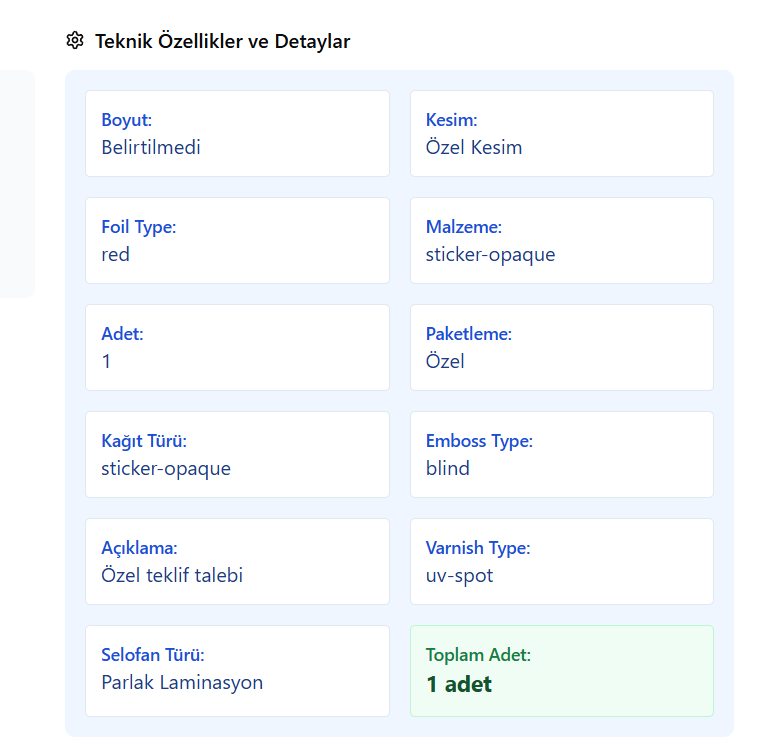 Teknik Özellikler ve Detaylar
Boyut:
Belirtilmedi
Kesim:
Özel Kesim
Foil Type:
red
Malzeme:
sticker-opaque
Adet:
1
Paketleme:
Özel
Kağıt Türü:
sticker-opaque
Emboss Type:
blind
Açıklama:
Özel teklif talebi
Varnish Type:
uv-spot
Selofan Türü:
Parlak Laminasyon
Toplam Adet:
1 adet